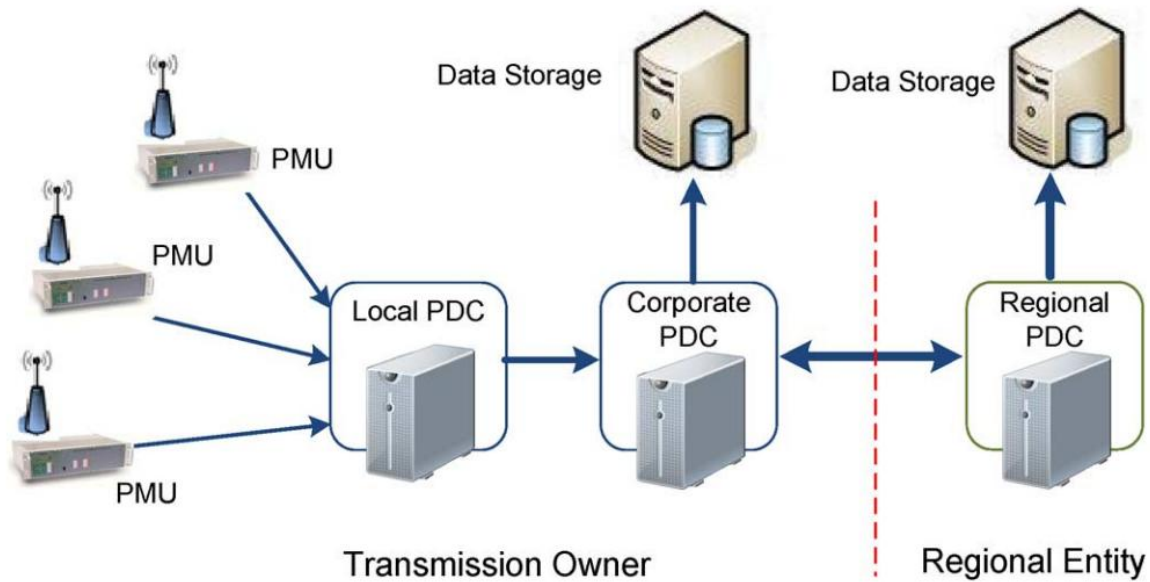 Data Storage
Data Storage
PMU
PMU
PMU
Local PDC
Corporate
PDC
Regional
PDC
Transmission Owner
Regional Entity